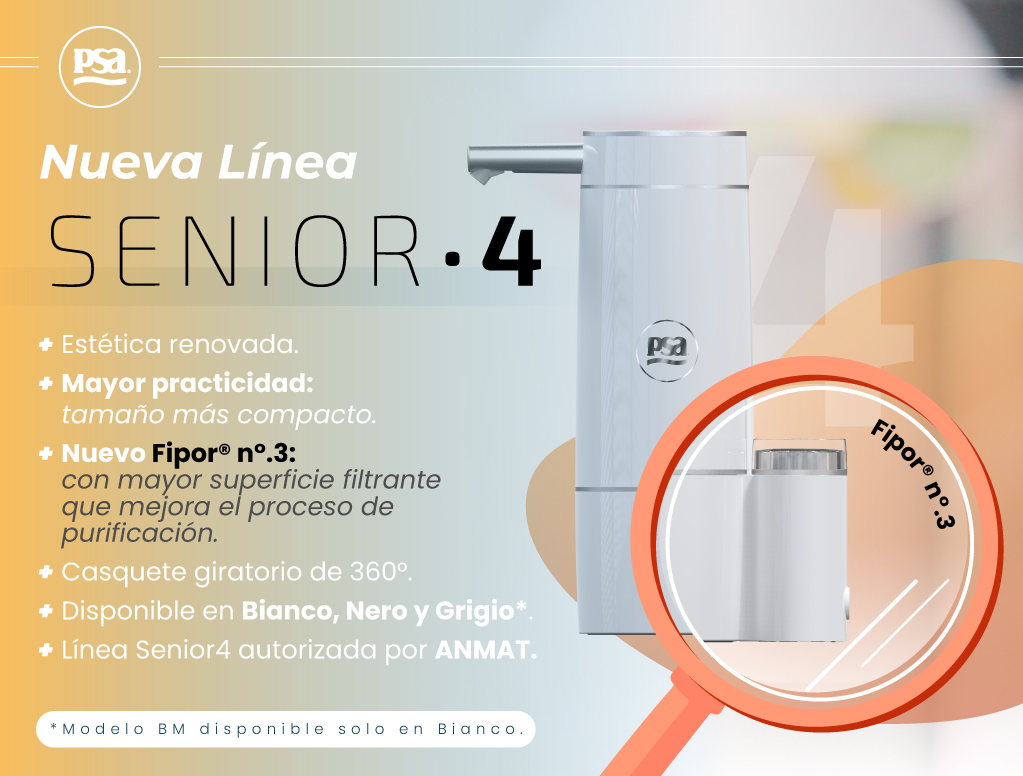 psa.
Nueva Línea
SENIOR·4
4
psa
+ Estética renovada.
+ Mayor practicidad:
tamaño más compacto.
+ Nuevo Fipor® nº.3:
con mayor superficie filtrante
que mejora el proceso de
purificación.
+ Casquete giratorio de 360º.
+ Disponible en Bianco, Nero y Grigio*.
+ Línea Senior4 autorizada por ANMAT.
Fipor® nº.3
*Modelo BM disponible solo en Bianco.